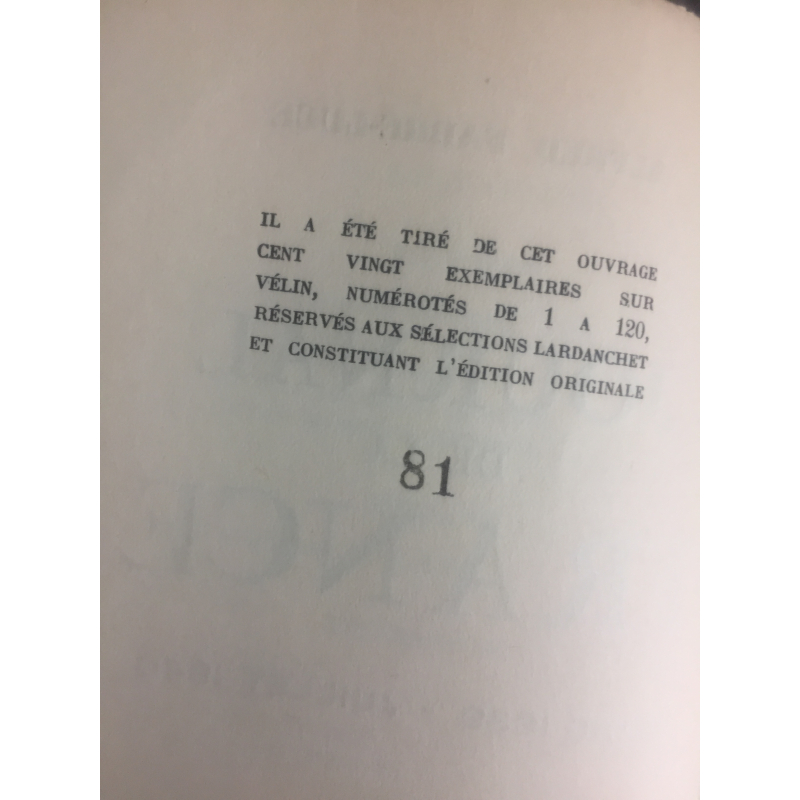 IL A ÉTÉ TIRÉ DE CET OUVRAGE
CENT VINGT EXEMPLAIRES SUR
VÉLIN, NUMÉROTÉS DE 1 A 120,
RÉSERVÉS AUX SÉLECTIONS LARDANCHET
ET CONSTITUANT L'ÉDITION ORIGINALE
81